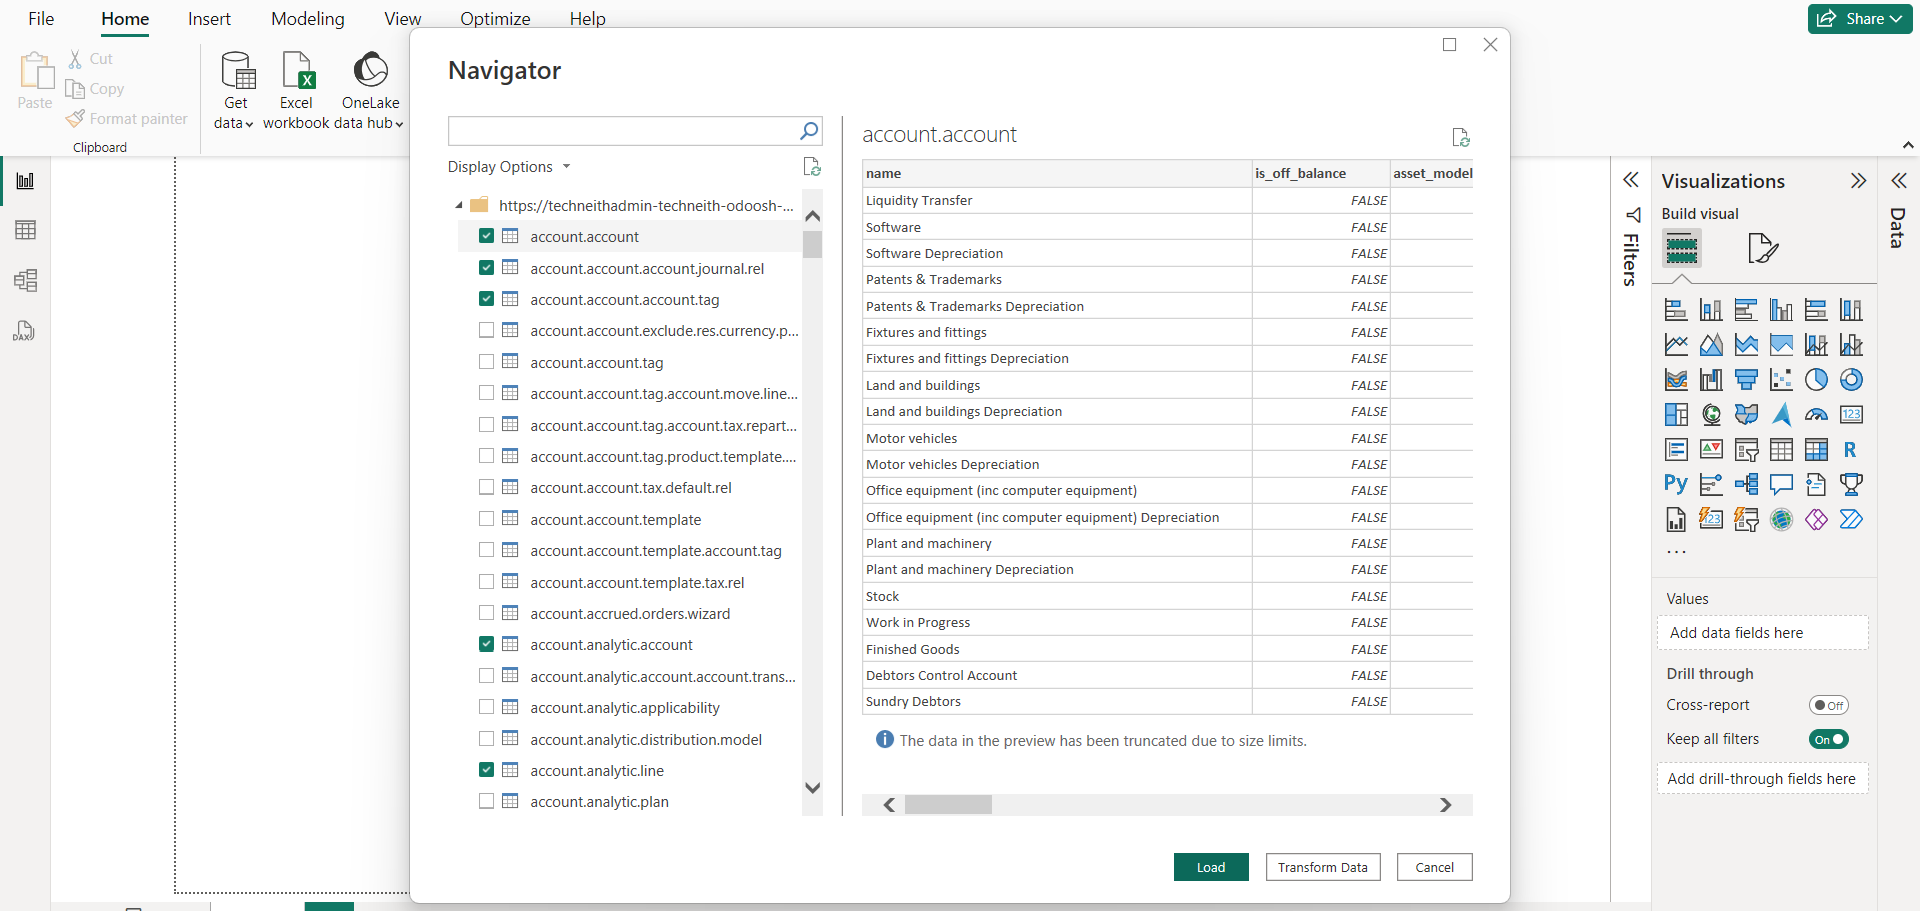 File
Home
Insert
Modeling
View
Optimize
Help
Share
Paste
Cut
Copy
Format painter
Clipboard
Get
data
Excel
workbook
OneLake
data hub
DAX
Navigator
Display Options
https://techneithadmin-techneith-odoosh-...
account.account
account.account.account.journal.rel
account.account.account.tag
account.account.exclude.res.currency.p...
account.account.tag
account.account.tag.account.move.line...
account.account.tag.account.tax.repart...
account.account.tag.product.template....
account.account.tax.default.rel
account.account.template
account.account.template.account.tag
account.account.template.tax.rel
account.accrued.orders.wizard
account.analytic.account
account.analytic.account.account.trans...
account.analytic.applicability
account.analytic.distribution.model
account.analytic.line
account.analytic.plan
account.account
name is_off_balance asset_model
Liquidity Transfer FALSE
Software FALSE
Software Depreciation FALSE
Patents & Trademarks FALSE
Patents & Trademarks Depreciation FALSE
Fixtures and fittings FALSE
Fixtures and fittings Depreciation FALSE
Land and buildings FALSE
Land and buildings Depreciation FALSE
Motor vehicles FALSE
Motor vehicles Depreciation FALSE
Office equipment (inc computer equipment) FALSE
Office equipment (inc computer equipment) Depreciation FALSE
Plant and machinery FALSE
Plant and machinery Depreciation FALSE
Stock FALSE
Work in Progress FALSE
Finished Goods FALSE
Debtors Control Account FALSE
Sundry Debtors FALSE
The data in the preview has been truncated due to size limits.
Load
Transform Data
Cancel
Filters
Visualizations
Build visual
123
R
Py
123
...
Values
Add data fields here
Drill through
Cross-report Off
Keep all filters On
Add drill-through fields here
Data